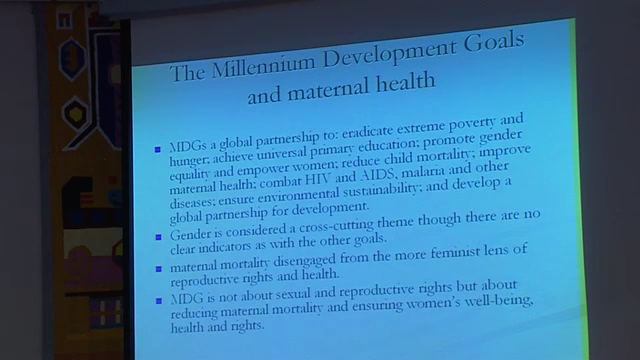 The Millennium Development Goals
and maternal health
MDGs a global partnership to: eradicate extreme poverty and
hunger; achieve universal primary education; promote gender
equality and empower women; reduce child mortality; improve
maternal health; combat HIV and AIDS, malaria and other
diseases; ensure environmental sustainability; and develop a
global partnership for development.
Gender is considered a cross-cutting theme though there are no
clear indicators as with the other goals.
maternal mortality disengaged from the more feminist lens of
reproductive rights and health.
MDG is not about sexual and reproductive rights but about
reducing maternal mortality and ensuring women's well-being,
health and rights.